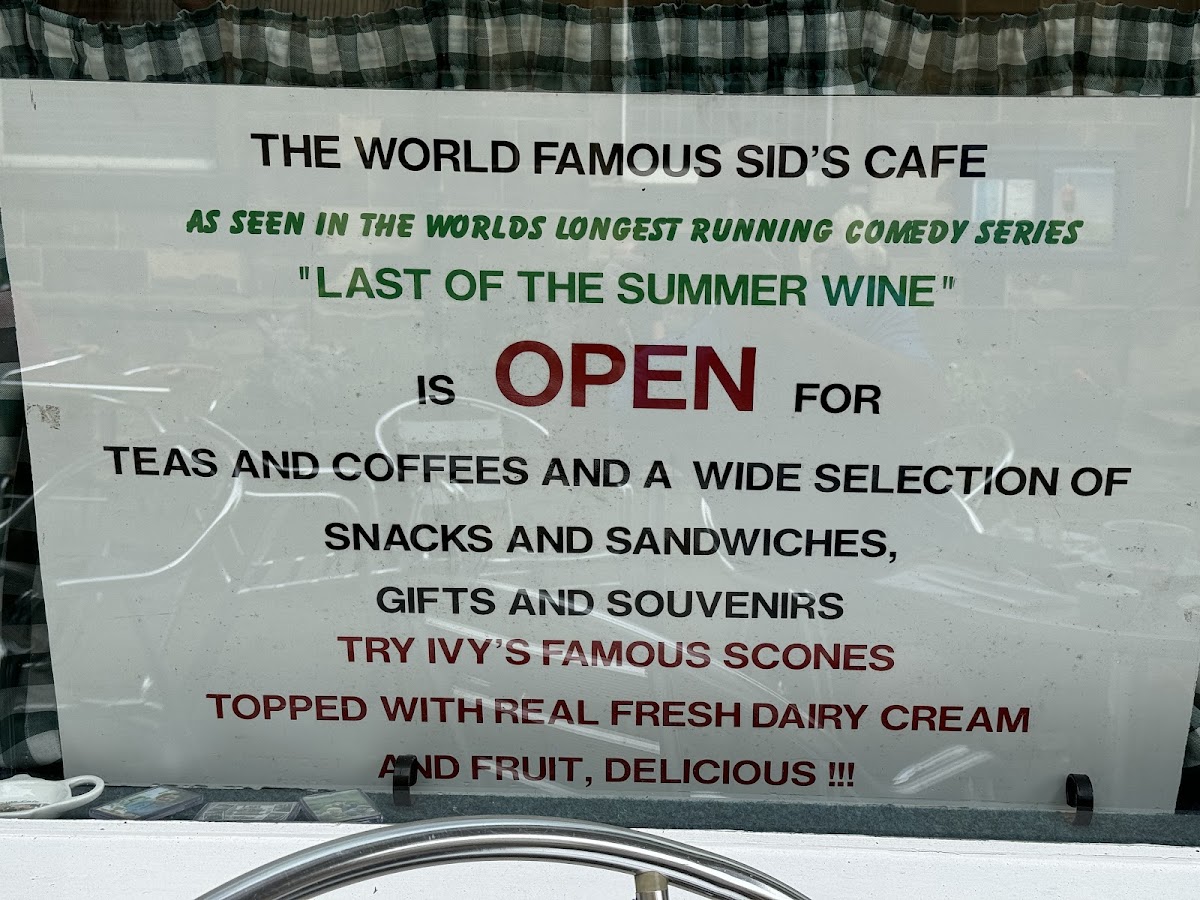 THE WORLD FAMOUS SID'S CAFE
AS SEEN IN THE WORLDS LONGEST RUNNING COMEDY SERIES
"LAST OF THE SUMMER WINE"
IS OPEN FOR
TEAS AND COFFEES AND A WIDE SELECTION OF
SNACKS AND SANDWICHES,
GIFTS AND SOUVENIRS
TRY IVY'S FAMOUS SCONES
TOPPED WITH REAL FRESH DAIRY CREAM
AND FRUIT, DELICIOUS !!!